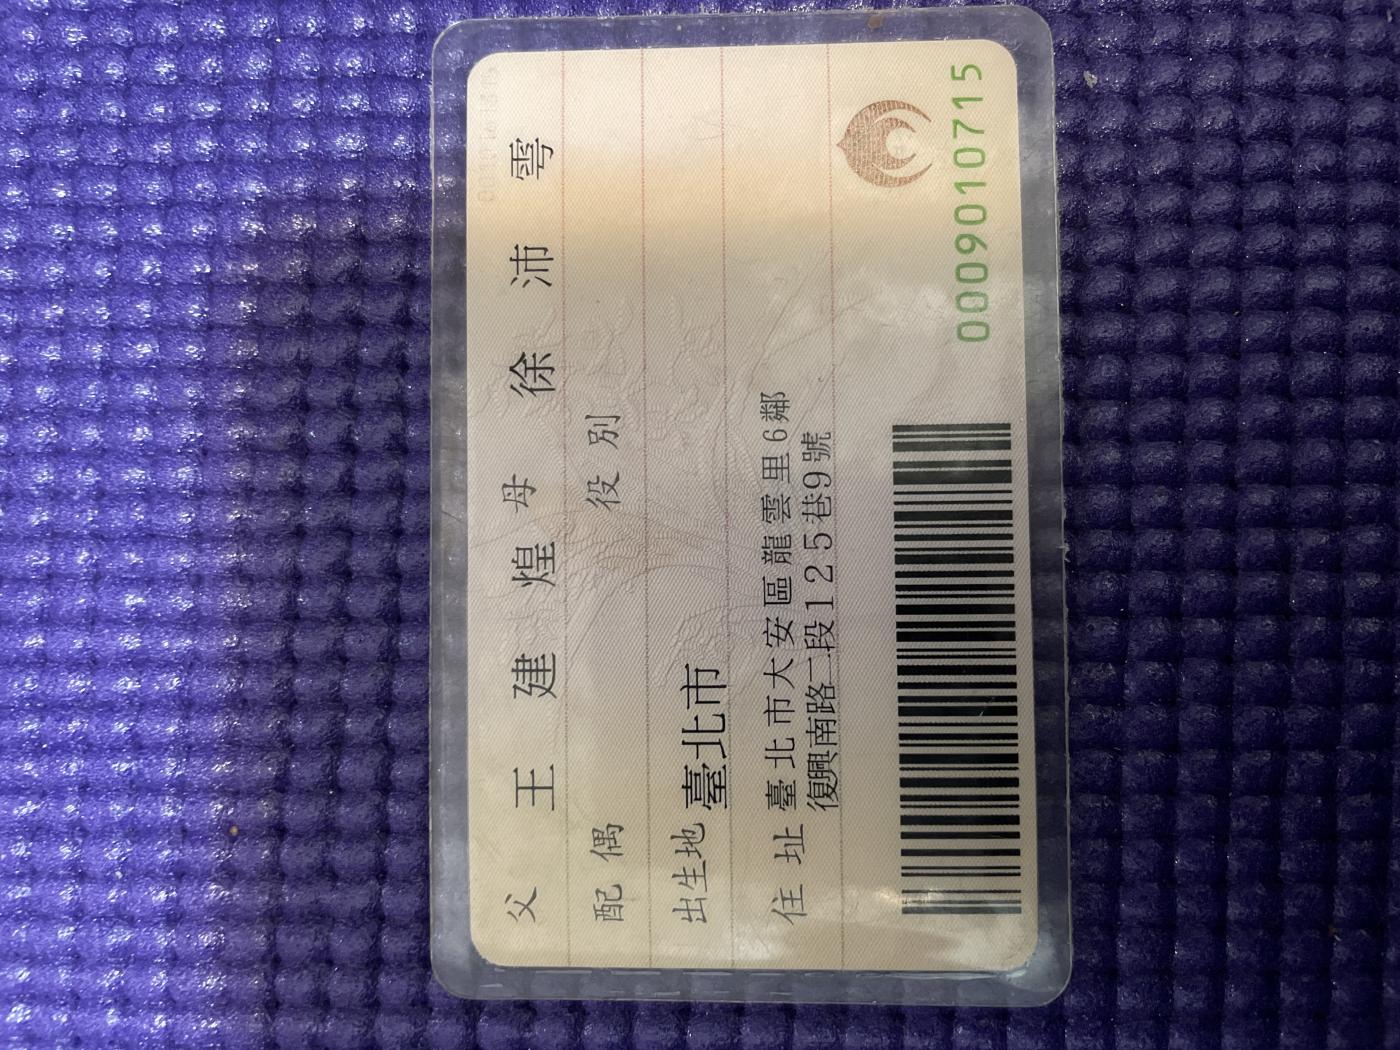 父 王建煌 母 徐沛雩
配偶 役別
出生地 臺北市
住址 臺北市大安區龍雲里6鄰
復興南路二段125巷9號
0009010715